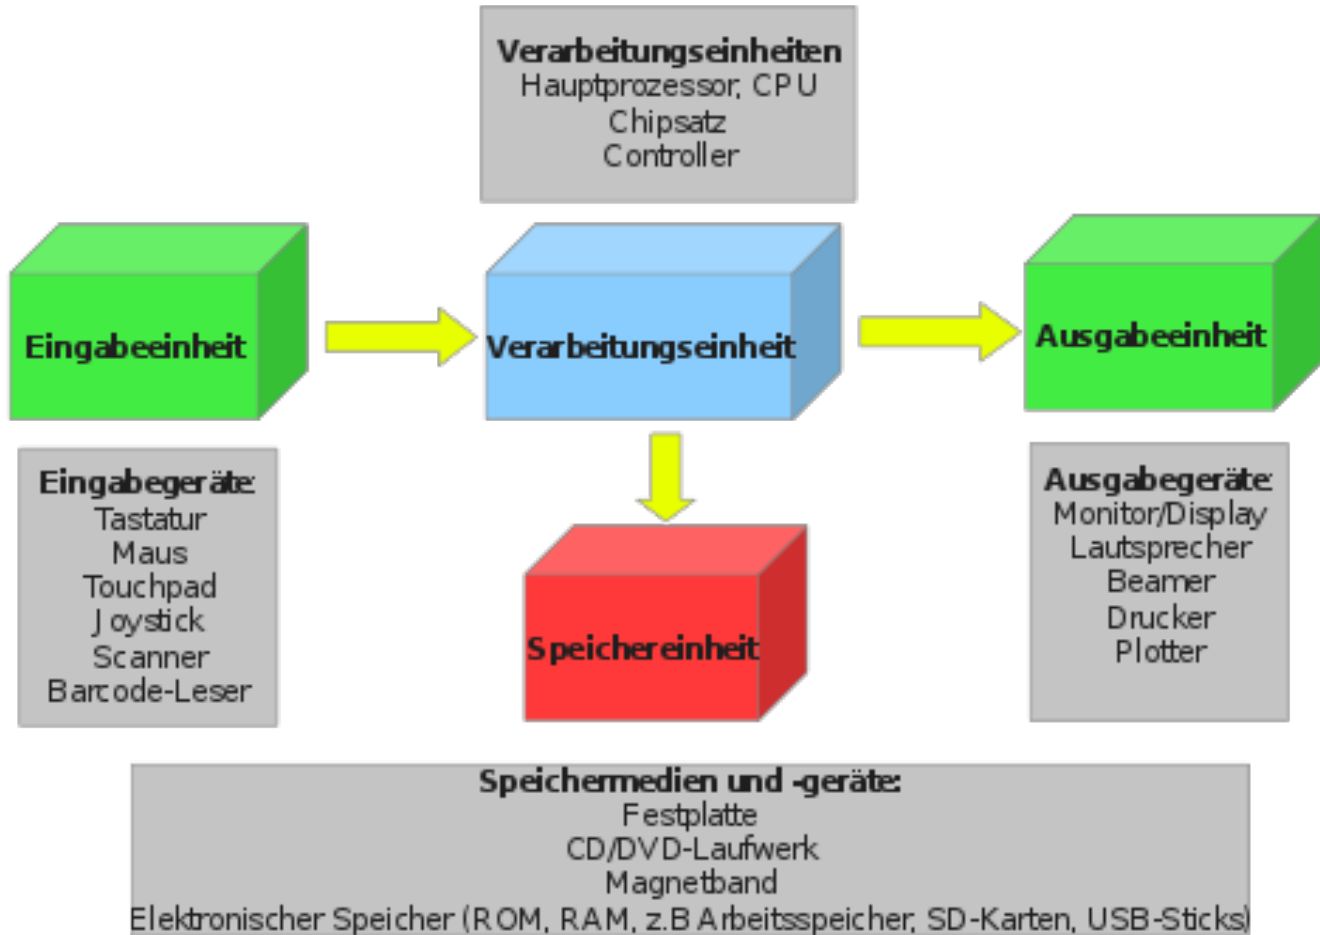 Verarbeitungseinheiten
Hauptprozessor, CPU
Chipsatz
Controller
Eingabeeinheit
Verarbeitungseinheit
Ausgabeeinheit
Eingabegeräte:
Tastatur
Maus
Touchpad
Joystick
Scanner
Barcode-Leser
Ausgabegeräte:
Monitor/Display
Lautsprecher
Beamer
Drucker
Plotter
Speichereinheit
Speichermedien und -geräte:
Festplatte
CD/DVD-Laufwerk
Magnetband
Elektronischer Speicher (ROM, RAM, z.B Arbeitsspeicher, SD-Karten, USB-Sticks)